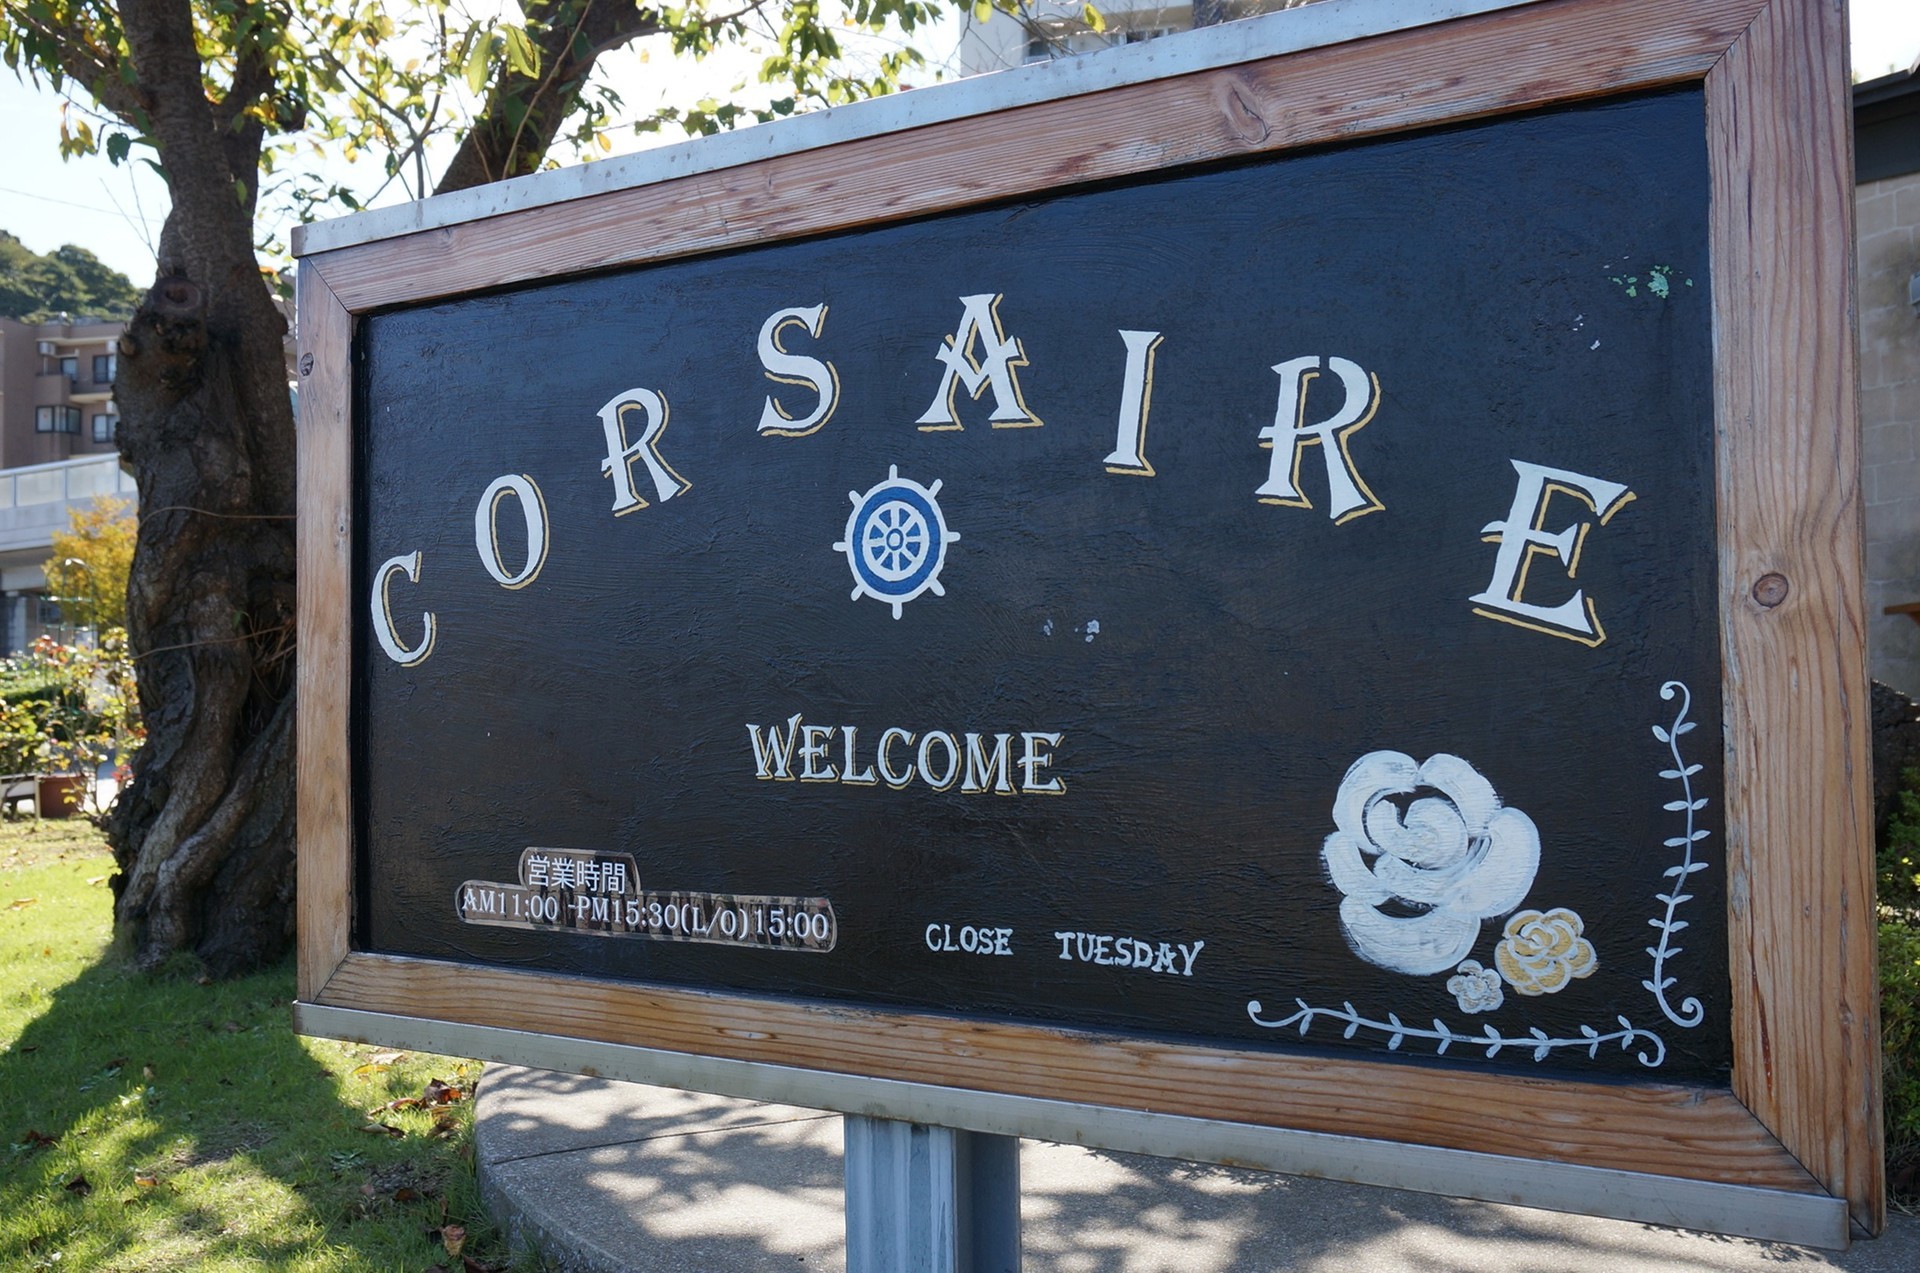 CORSAIRE
WELCOME
営業時間
AM11:00 -PM15:30(L/O)15:00
CLOSE TUESDAY